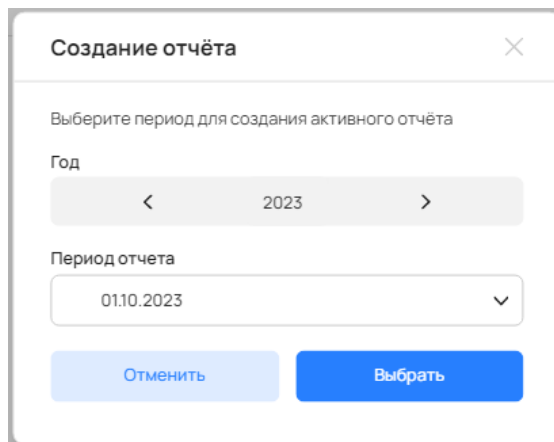 Создание отчёта
Выберите период для создания активного отчёта
Год
2023
Период отчета
01.10.2023
Отменить
Выбрать